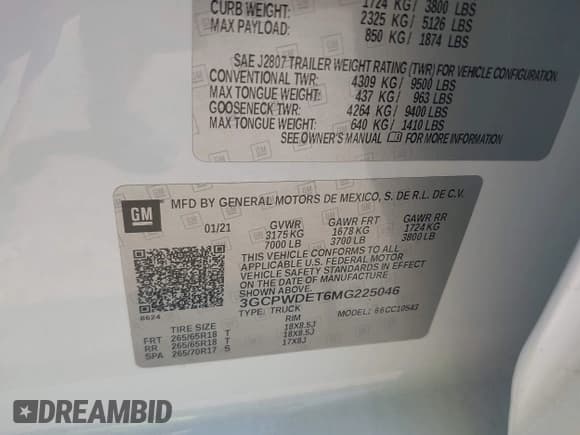 1724 KG/ 3800 LBS
CURB WEIGHT: 2325 KG/ 5126 LBS
MAX PAYLOAD: 850 KG/ 1874 LBS
SAE J2807 TRAILER WEIGHT RATING (TWR) FOR VEHICLE CONFIGURATION.
CONVENTIONAL TWR: 4309 KG/ 9500 LBS
MAX TONGUE WEIGHT: 437 KG/ 963 LBS
GOOSENECK TWR: 4264 KG/ 9400 LBS
MAX TONGUE WEIGHT: 640 KG/ 1410 LBS
SEE OWNER'S MANUAL FOR MORE INFORMATION
GM
MFD BY GENERAL MOTORS DE MEXICO, S. DE R.L. DE C.V.
01/21 GVWR GAWR FRT GAWR RR
3175 KG 1678 KG 1724 KG
7000 LB 3700 LB 3800 LB
THIS VEHICLE CONFORMS TO ALL
APPLICABLE U.S. FEDERAL MOTOR
VEHICLE SAFETY STANDARDS IN EFFECT
ON THE DATE OF MANUFACTURE SHOWN ABOVE.
3GCPWDET6MG225046
TYPE: TRUCK MODEL: 66CC10543
8624
TIRE SIZE RIM
FRT 265/65R18 T 18X8.5J
RR 265/65R18 T 18X8.5J
SPA 265/70R17 S 17X8J
DREAMBID